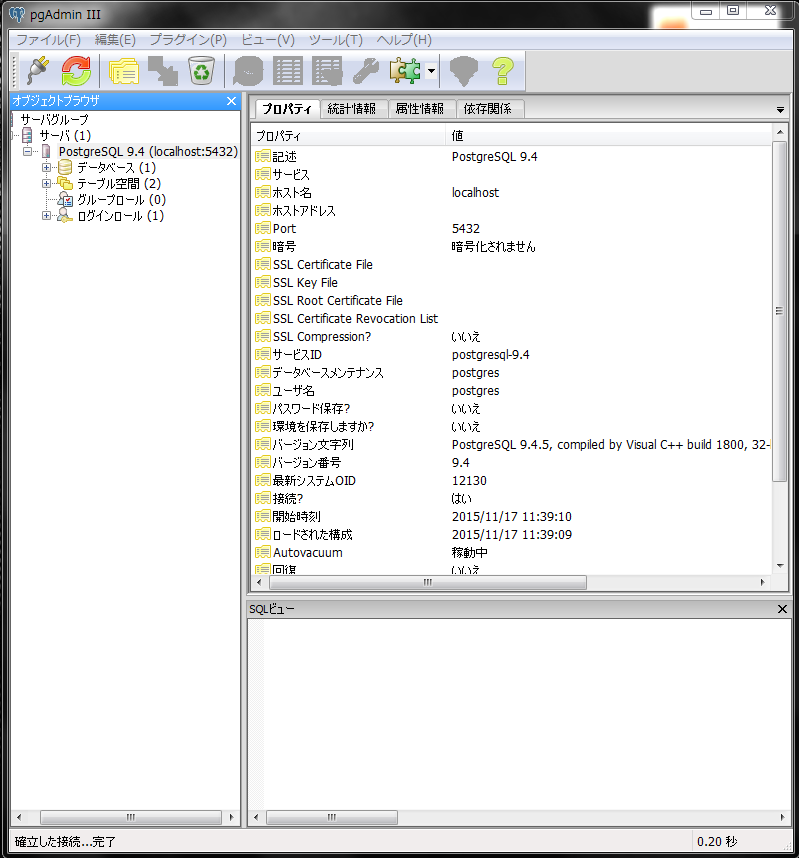 pgAdmin III
ファイル(F) 編集(E) プラグイン(P) ビュー(V) ツール(T) ヘルプ(H)
オブジェクトブラウザ
サーバグループ
サーバ (1)
PostgreSQL 9.4 (localhost:5432)
データベース (1)
テーブル空間 (2)
グループロール (0)
ログインロール (1)
プロパティ 統計情報 属性情報 依存関係
プロパティ 値
記述 PostgreSQL 9.4
サービス
ホスト名 localhost
ホストアドレス
Port 5432
暗号 暗号化されません
SSL Certificate File
SSL Key File
SSL Root Certificate File
SSL Certificate Revocation List
SSL Compression? いいえ
サービスID postgresql-9.4
データベースメンテナンス postgres
ユーザ名 postgres
パスワード保存? いいえ
環境を保存しますか? いいえ
バージョン文字列 PostgreSQL 9.4.5, compiled by Visual C++ build 1800, 32-
バージョン番号 9.4
最新システムOID 12130
接続? はい
開始時刻 2015/11/17 11:39:10
ロードされた構成 2015/11/17 11:39:09
Autovacuum 稼動中
回復 いいえ
SQLビュー
確立した接続...完了 0.20 秒